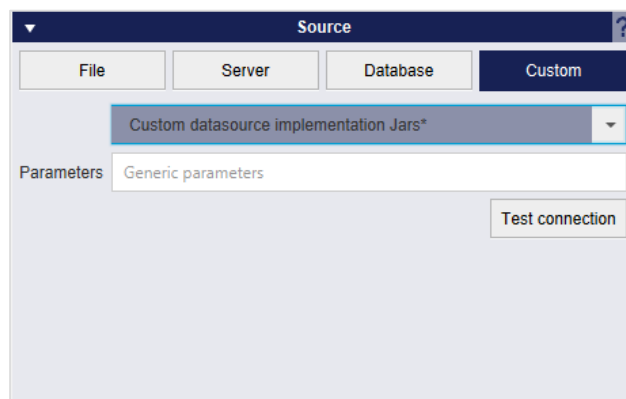 Source
?
File Server Database Custom
Custom datasource implementation Jars*
Parameters Generic parameters
Test connection